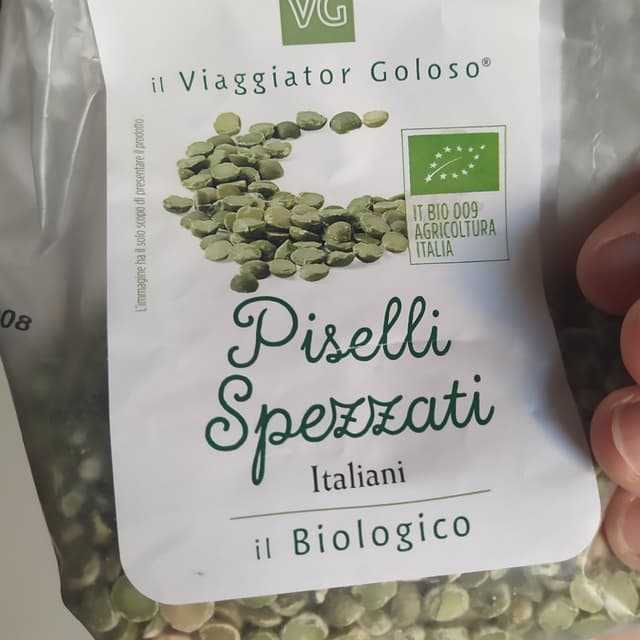 VG
il Viaggiator Goloso®
L'immagine ha il solo scopo di presentare il prodotto.
IT BIO 009
AGRICOLTURA
ITALIA
08
Piselli
Spezzati
Italiani
il Biologico